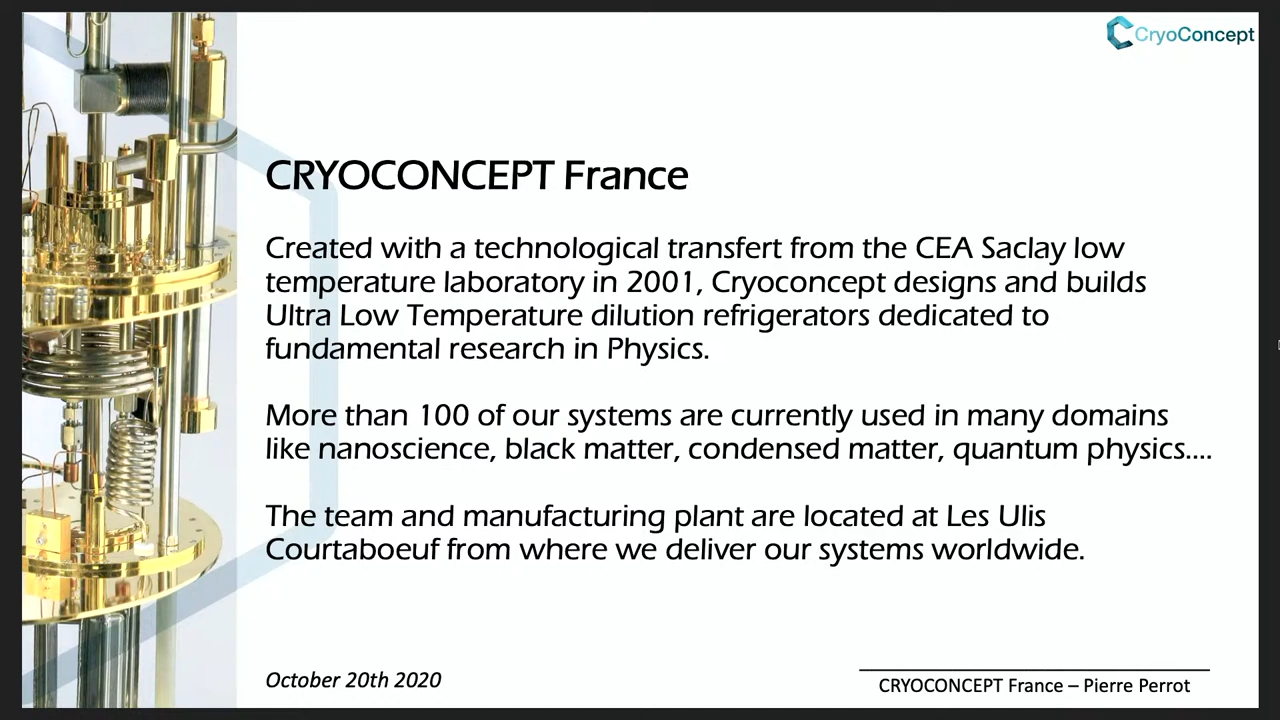 CryoConcept
CRYOCONCEPT France
Created with a technological transfert from the CEA Saclay low
temperature laboratory in 2001, Cryoconcept designs and builds
Ultra Low Temperature dilution refrigerators dedicated to
fundamental research in Physics.
More than 100 of our systems are currently used in many domains
like nanoscience, black matter, condensed matter, quantum physics....
The team and manufacturing plant are located at Les Ulis
Courtaboeuf from where we deliver our systems worldwide.
October 20th 2020
CRYOCONCEPT France – Pierre Perrot